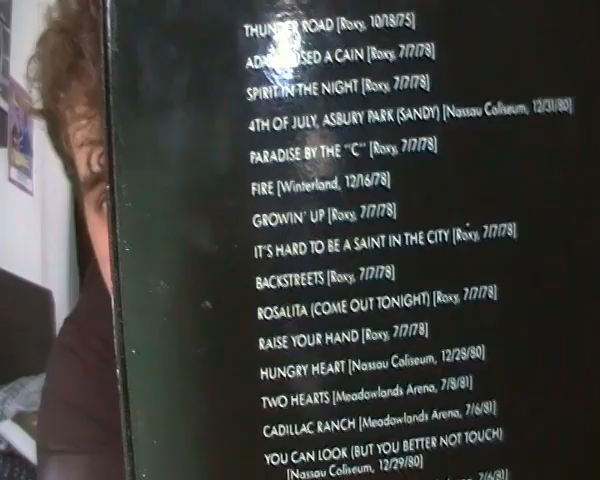 THUNDER ROAD [Roxy, 10/18/75]
ADAM RAISED A CAIN [Roxy, 7/7/78]
SPIRIT IN THE NIGHT [Roxy, 7/7/78]
4TH OF JULY, ASBURY PARK (SANDY) [Nassau Coliseum, 12/31/80]
PARADISE BY THE "C" [Roxy, 7/7/78]
FIRE [Winterland, 12/16/78]
GROWIN' UP [Roxy, 7/7/78]
IT'S HARD TO BE A SAINT IN THE CITY [Roxy, 7/7/78]
BACKSTREETS [Roxy, 7/7/78]
ROSALITA (COME OUT TONIGHT) [Roxy, 7/7/78]
RAISE YOUR HAND [Roxy, 7/7/78]
HUNGRY HEART [Nassau Coliseum, 12/28/80]
TWO HEARTS [Meadowlands Arena, 7/8/81]
CADILLAC RANCH [Meadowlands Arena, 7/6/81]
YOU CAN LOOK (BUT YOU BETTER NOT TOUCH)
[Nassau Coliseum, 12/29/80]
7/6/81]